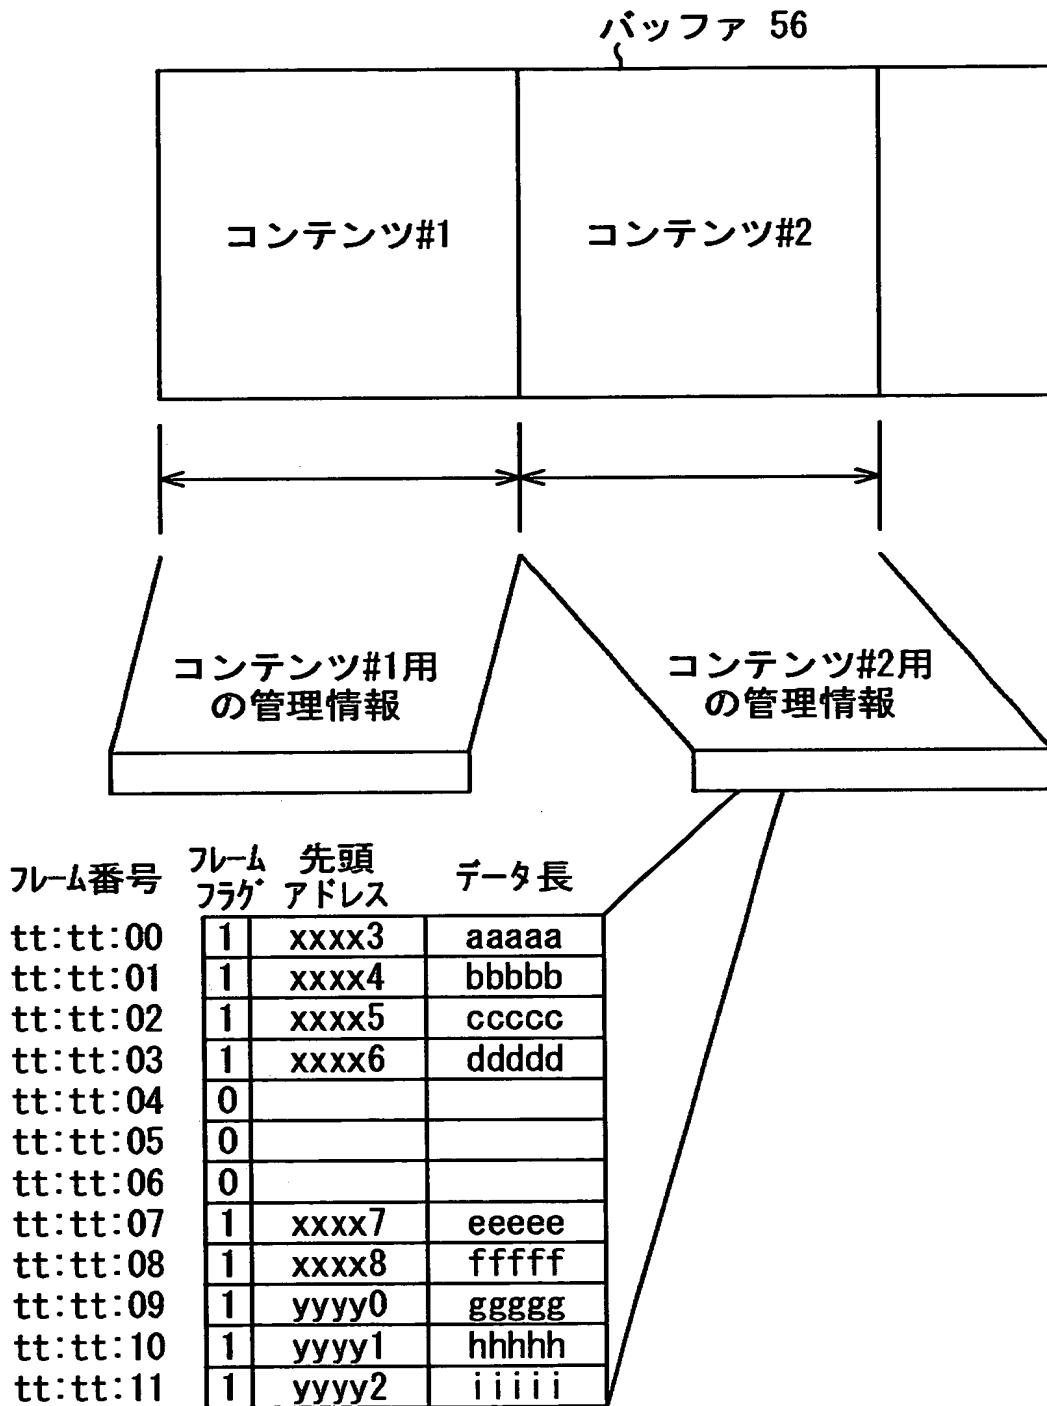 バッファ 56
コンテンツ#1
コンテンツ#2
コンテンツ#1用
の管理情報
コンテンツ#2用
の管理情報
フレーム番号 フレームフラグ 先頭アドレス データ長
tt:tt:00 1 xxxx3 aaaaa
tt:tt:01 1 xxxx4 bbbbb
tt:tt:02 1 xxxx5 ccccc
tt:tt:03 1 xxxx6 ddddd
tt:tt:04 0
tt:tt:05 0
tt:tt:06 0
tt:tt:07 1 xxxx7 eeeee
tt:tt:08 1 xxxx8 fffff
tt:tt:09 1 yyyy0 ggggg
tt:tt:10 1 yyyy1 hhhhh
tt:tt:11 1 yyyy2 iiiii